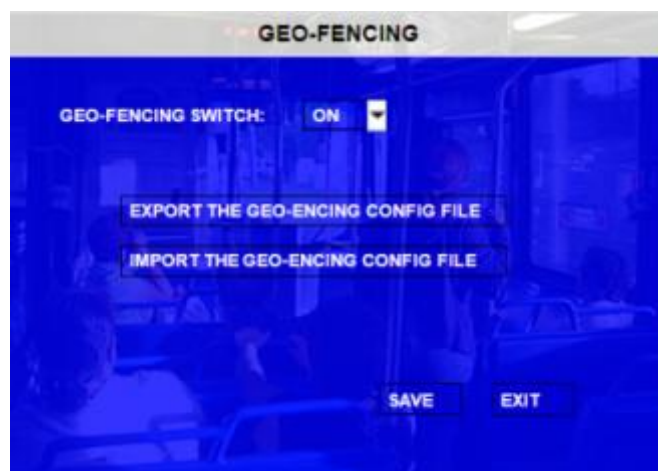 GEO-FENCING
GEO-FENCING SWITCH: ON
EXPORT THE GEO-ENCING CONFIG FILE
IMPORT THE GEO-ENCING CONFIG FILE
SAVE EXIT